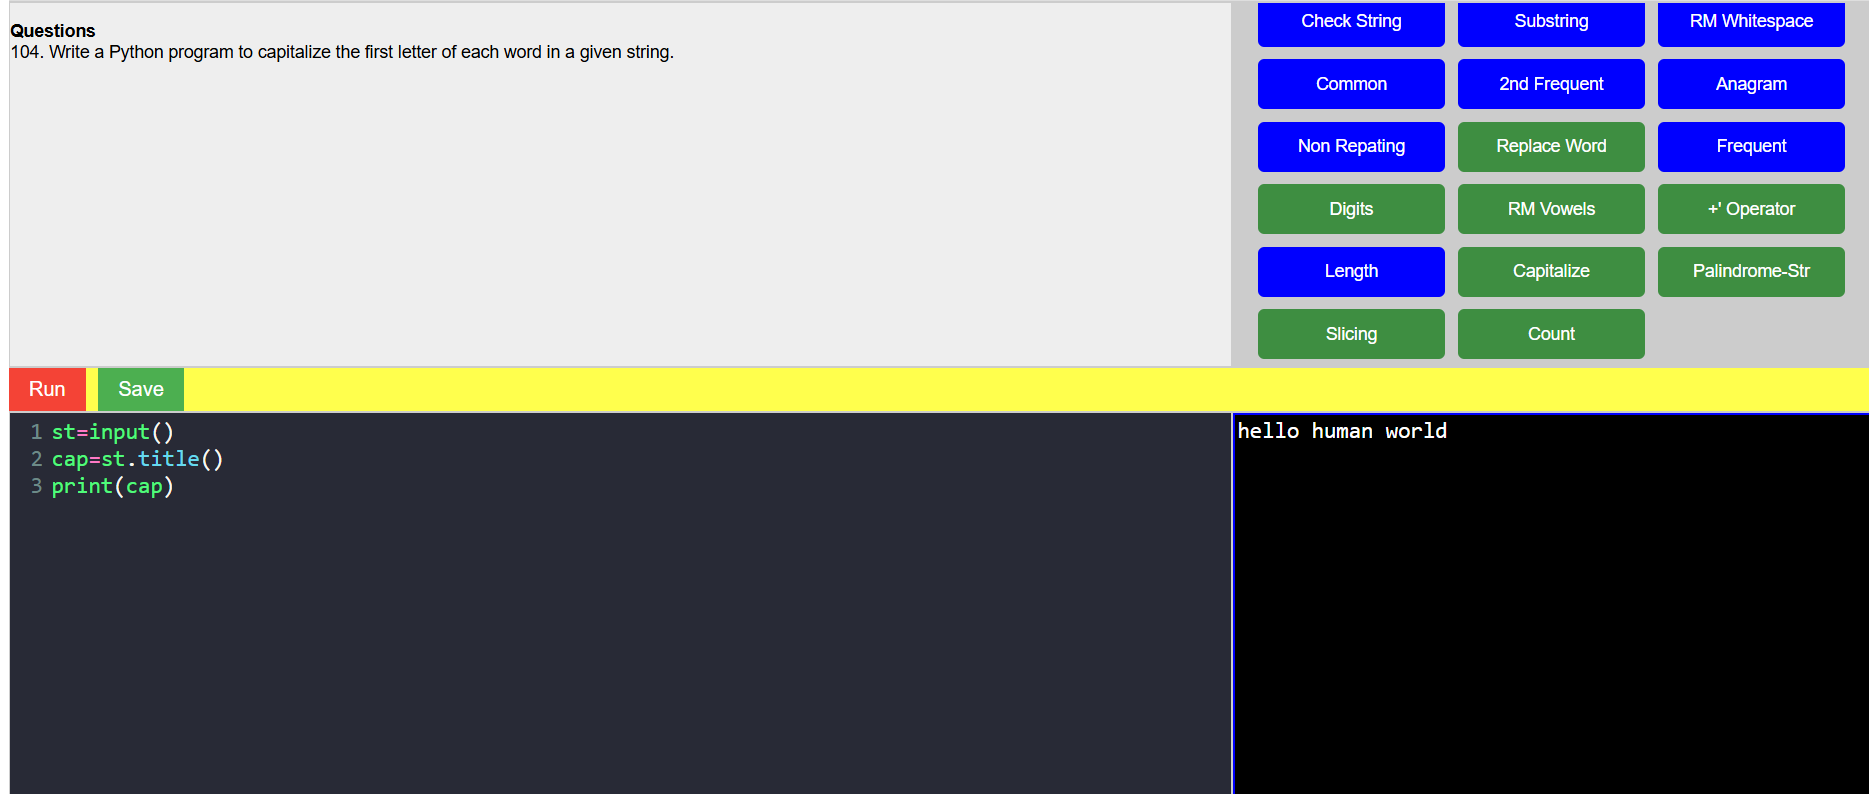 Questions
104. Write a Python program to capitalize the first letter of each word in a given string.
Check String Substring RM Whitespace
Common 2nd Frequent Anagram
Non Repating Replace Word Frequent
Digits RM Vowels +' Operator
Length Capitalize Palindrome-Str
Slicing Count
Run Save
1 st=input()
2 cap=st.title()
3 print(cap)
hello human world